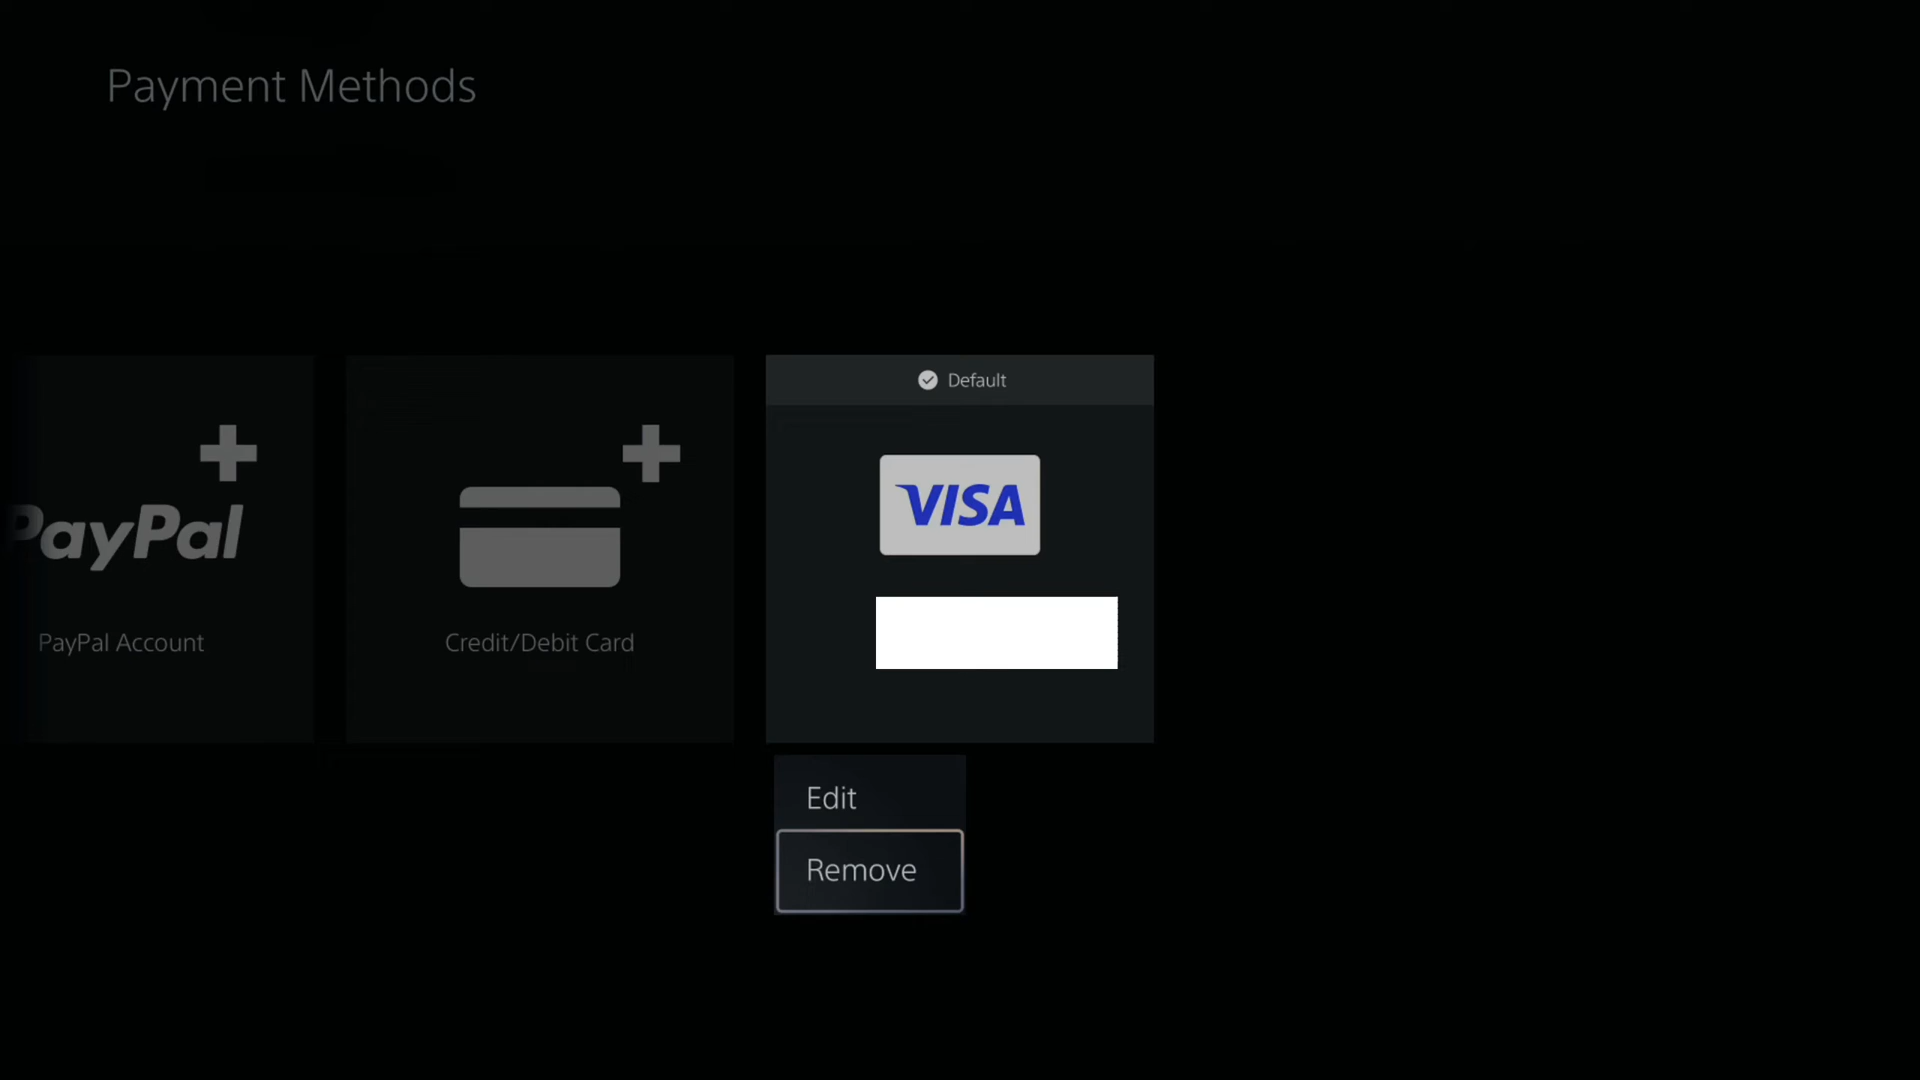 Payment Methods
Default
VISA
PayPal
PayPal Account
Credit/Debit Card
Edit
Remove